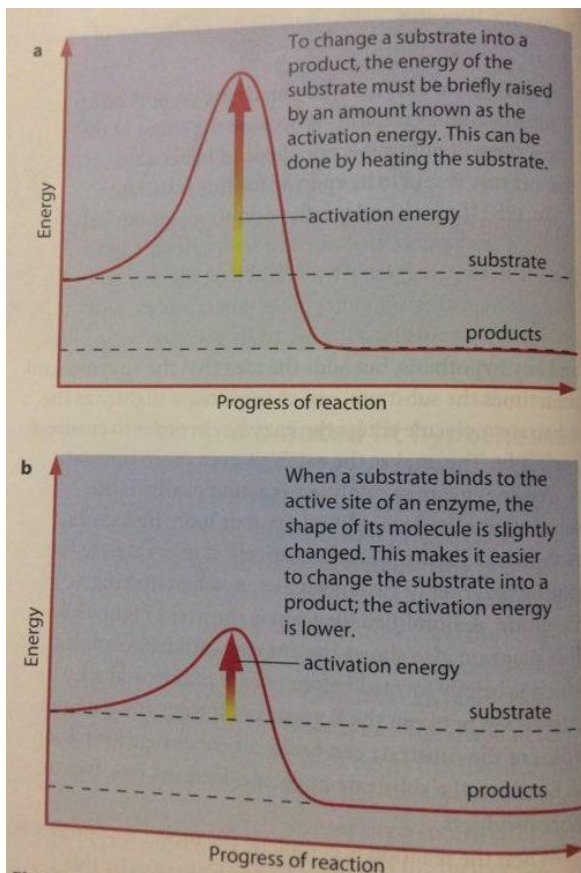 a
To change a substrate into a
product, the energy of the
substrate must be briefly raised
by an amount known as the
activation energy. This can be
done by heating the substrate.
activation energy
substrate
products
Energy
Progress of reaction
b
When a substrate binds to the
active site of an enzyme, the
shape of its molecule is slightly
changed. This makes it easier
to change the substrate into a
product; the activation energy
is lower.
activation energy
substrate
products
Energy
Progress of reaction